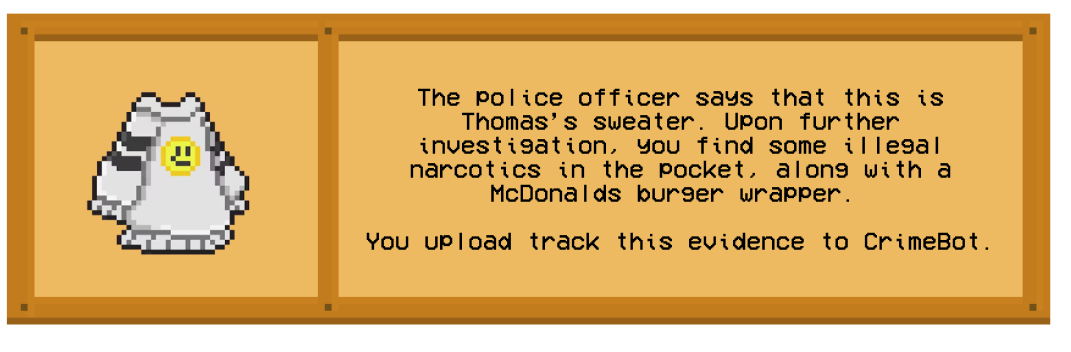 The police officer says that this is
Thomas's sweater. Upon further
investigation, you find some illegal
narcotics in the pocket, along with a
McDonalds burger wrapper.
You upload track this evidence to CrimeBot.